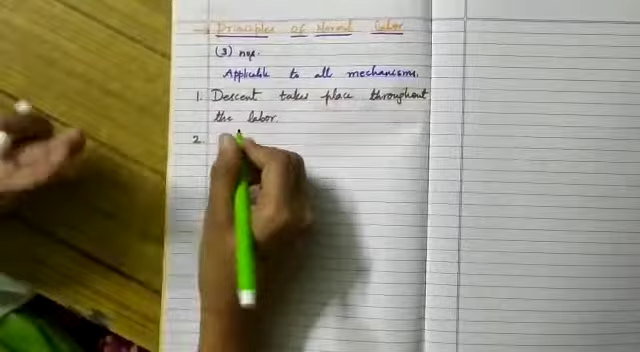 → Principles of Normal labor
(3) nos.
Applicable to all mechanisms.
1. Descent takes place throughout
the labor.
2.